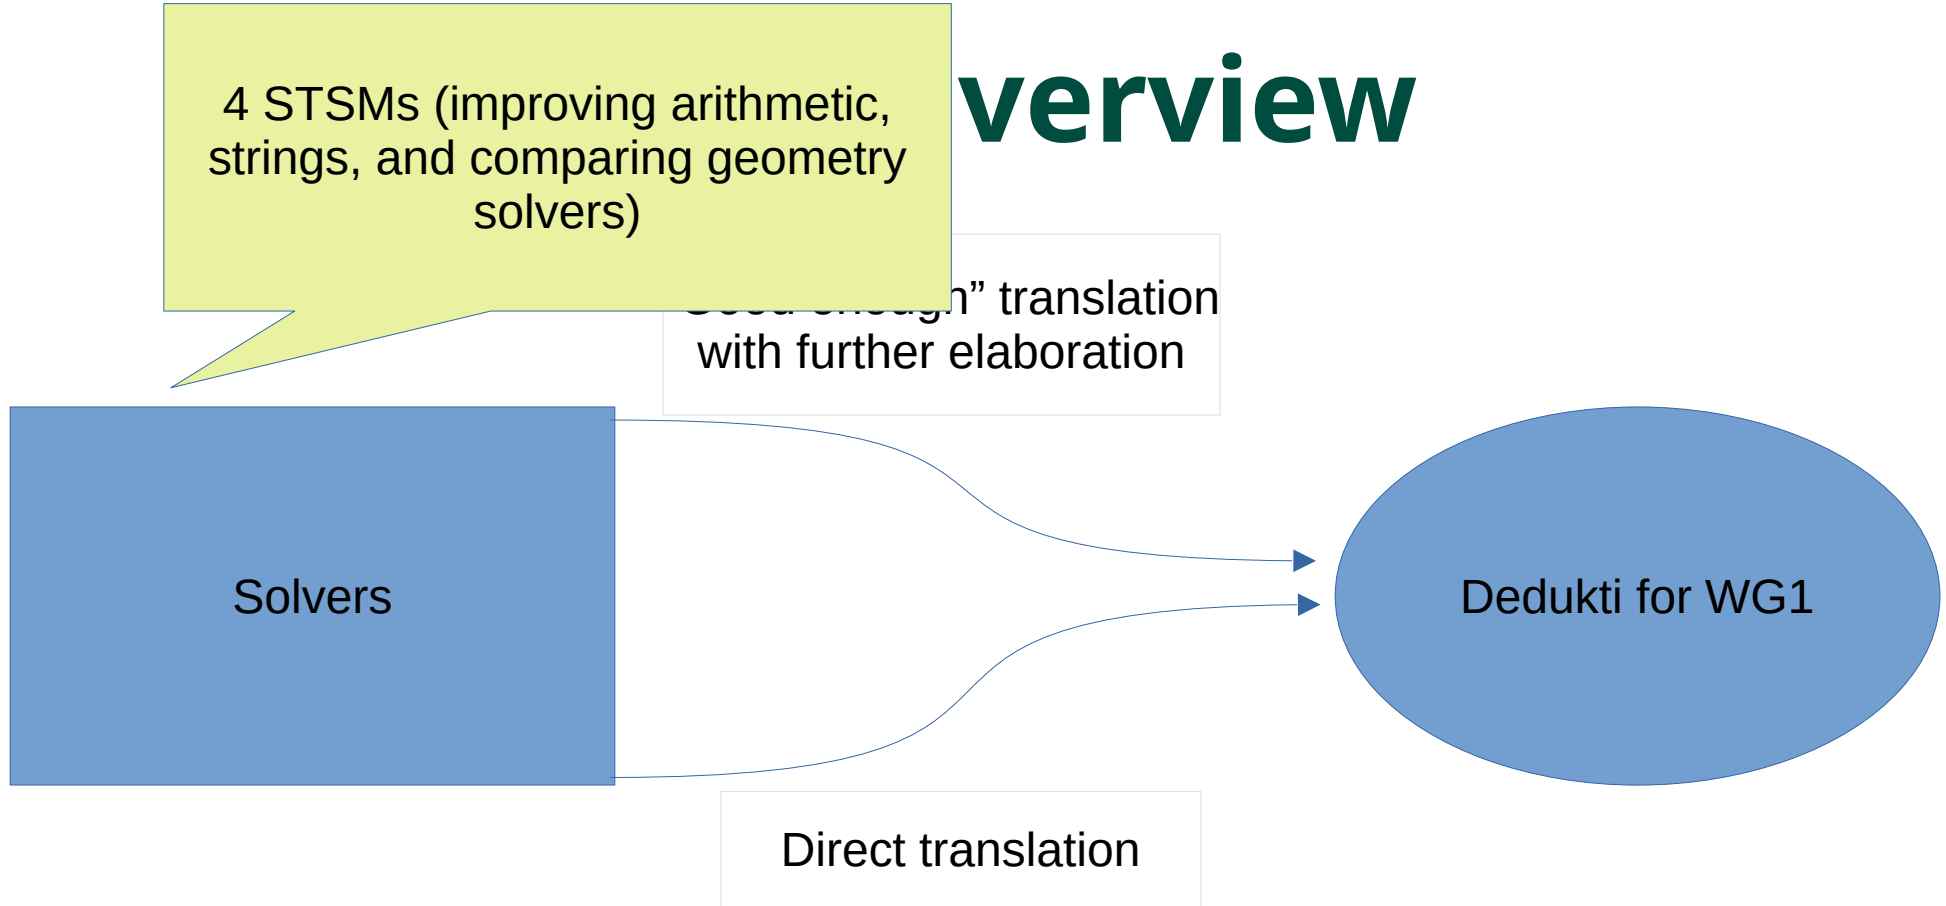 4 STSMs (improving arithmetic,
strings, and comparing geometry
solvers)
verview
enough” translation
with further elaboration
Solvers
Dedukti for WG1
Direct translation